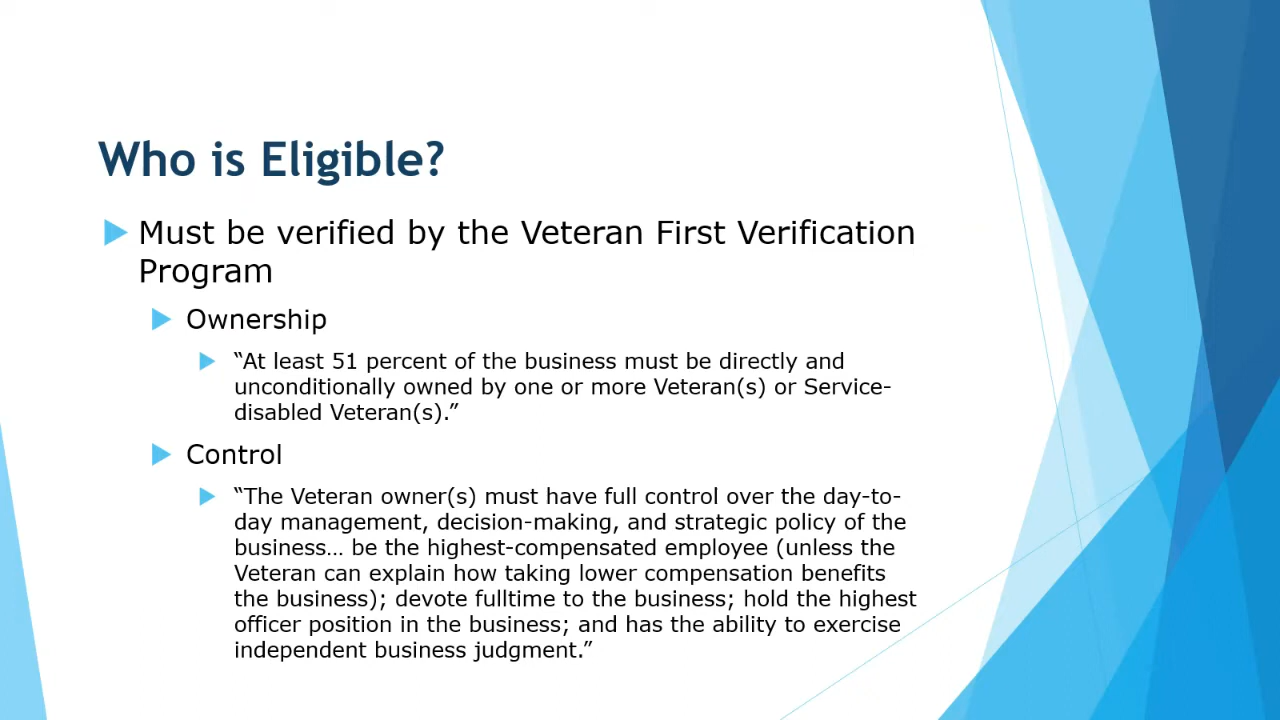 Who is Eligible?
Must be verified by the Veteran First Verification
Program
Ownership
“At least 51 percent of the business must be directly and
unconditionally owned by one or more Veteran(s) or Service-
disabled Veteran(s).”
Control
“The Veteran owner(s) must have full control over the day-to-
day management, decision-making, and strategic policy of the
business… be the highest-compensated employee (unless the
Veteran can explain how taking lower compensation benefits
the business); devote fulltime to the business; hold the highest
officer position in the business; and has the ability to exercise
independent business judgment.”